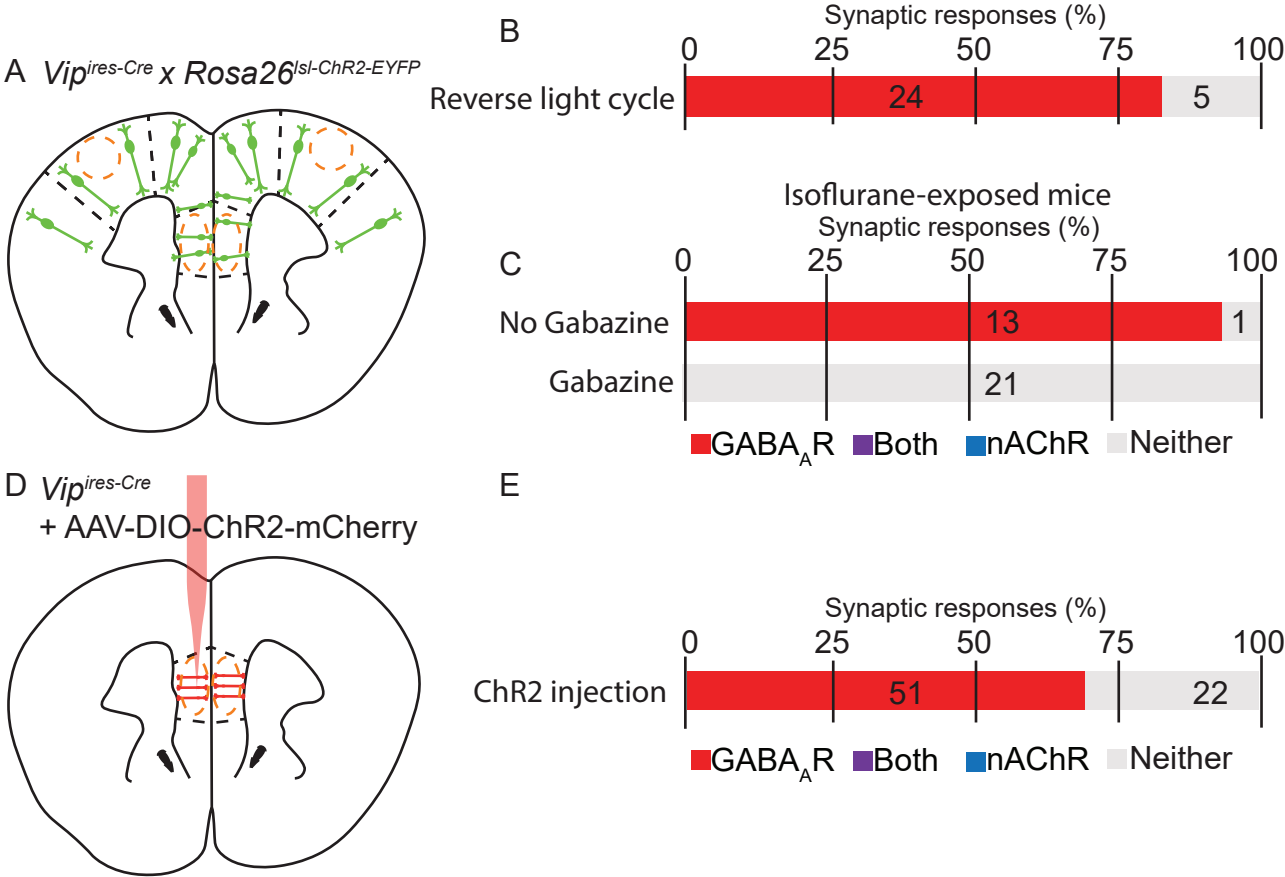 A Vip^ires-Cre x Rosa26^lsl-ChR2-EYFP
B
Synaptic responses (%)
0 25 50 75 100
Reverse light cycle 24 5
Isoflurane-exposed mice
Synaptic responses (%)
C
0 25 50 75 100
No Gabazine 13 1
Gabazine 21
GABA_AR Both nAChR Neither
D Vip^ires-Cre
+ AAV-DIO-ChR2-mCherry
E
Synaptic responses (%)
0 25 50 75 100
ChR2 injection 51 22
GABA_AR Both nAChR Neither